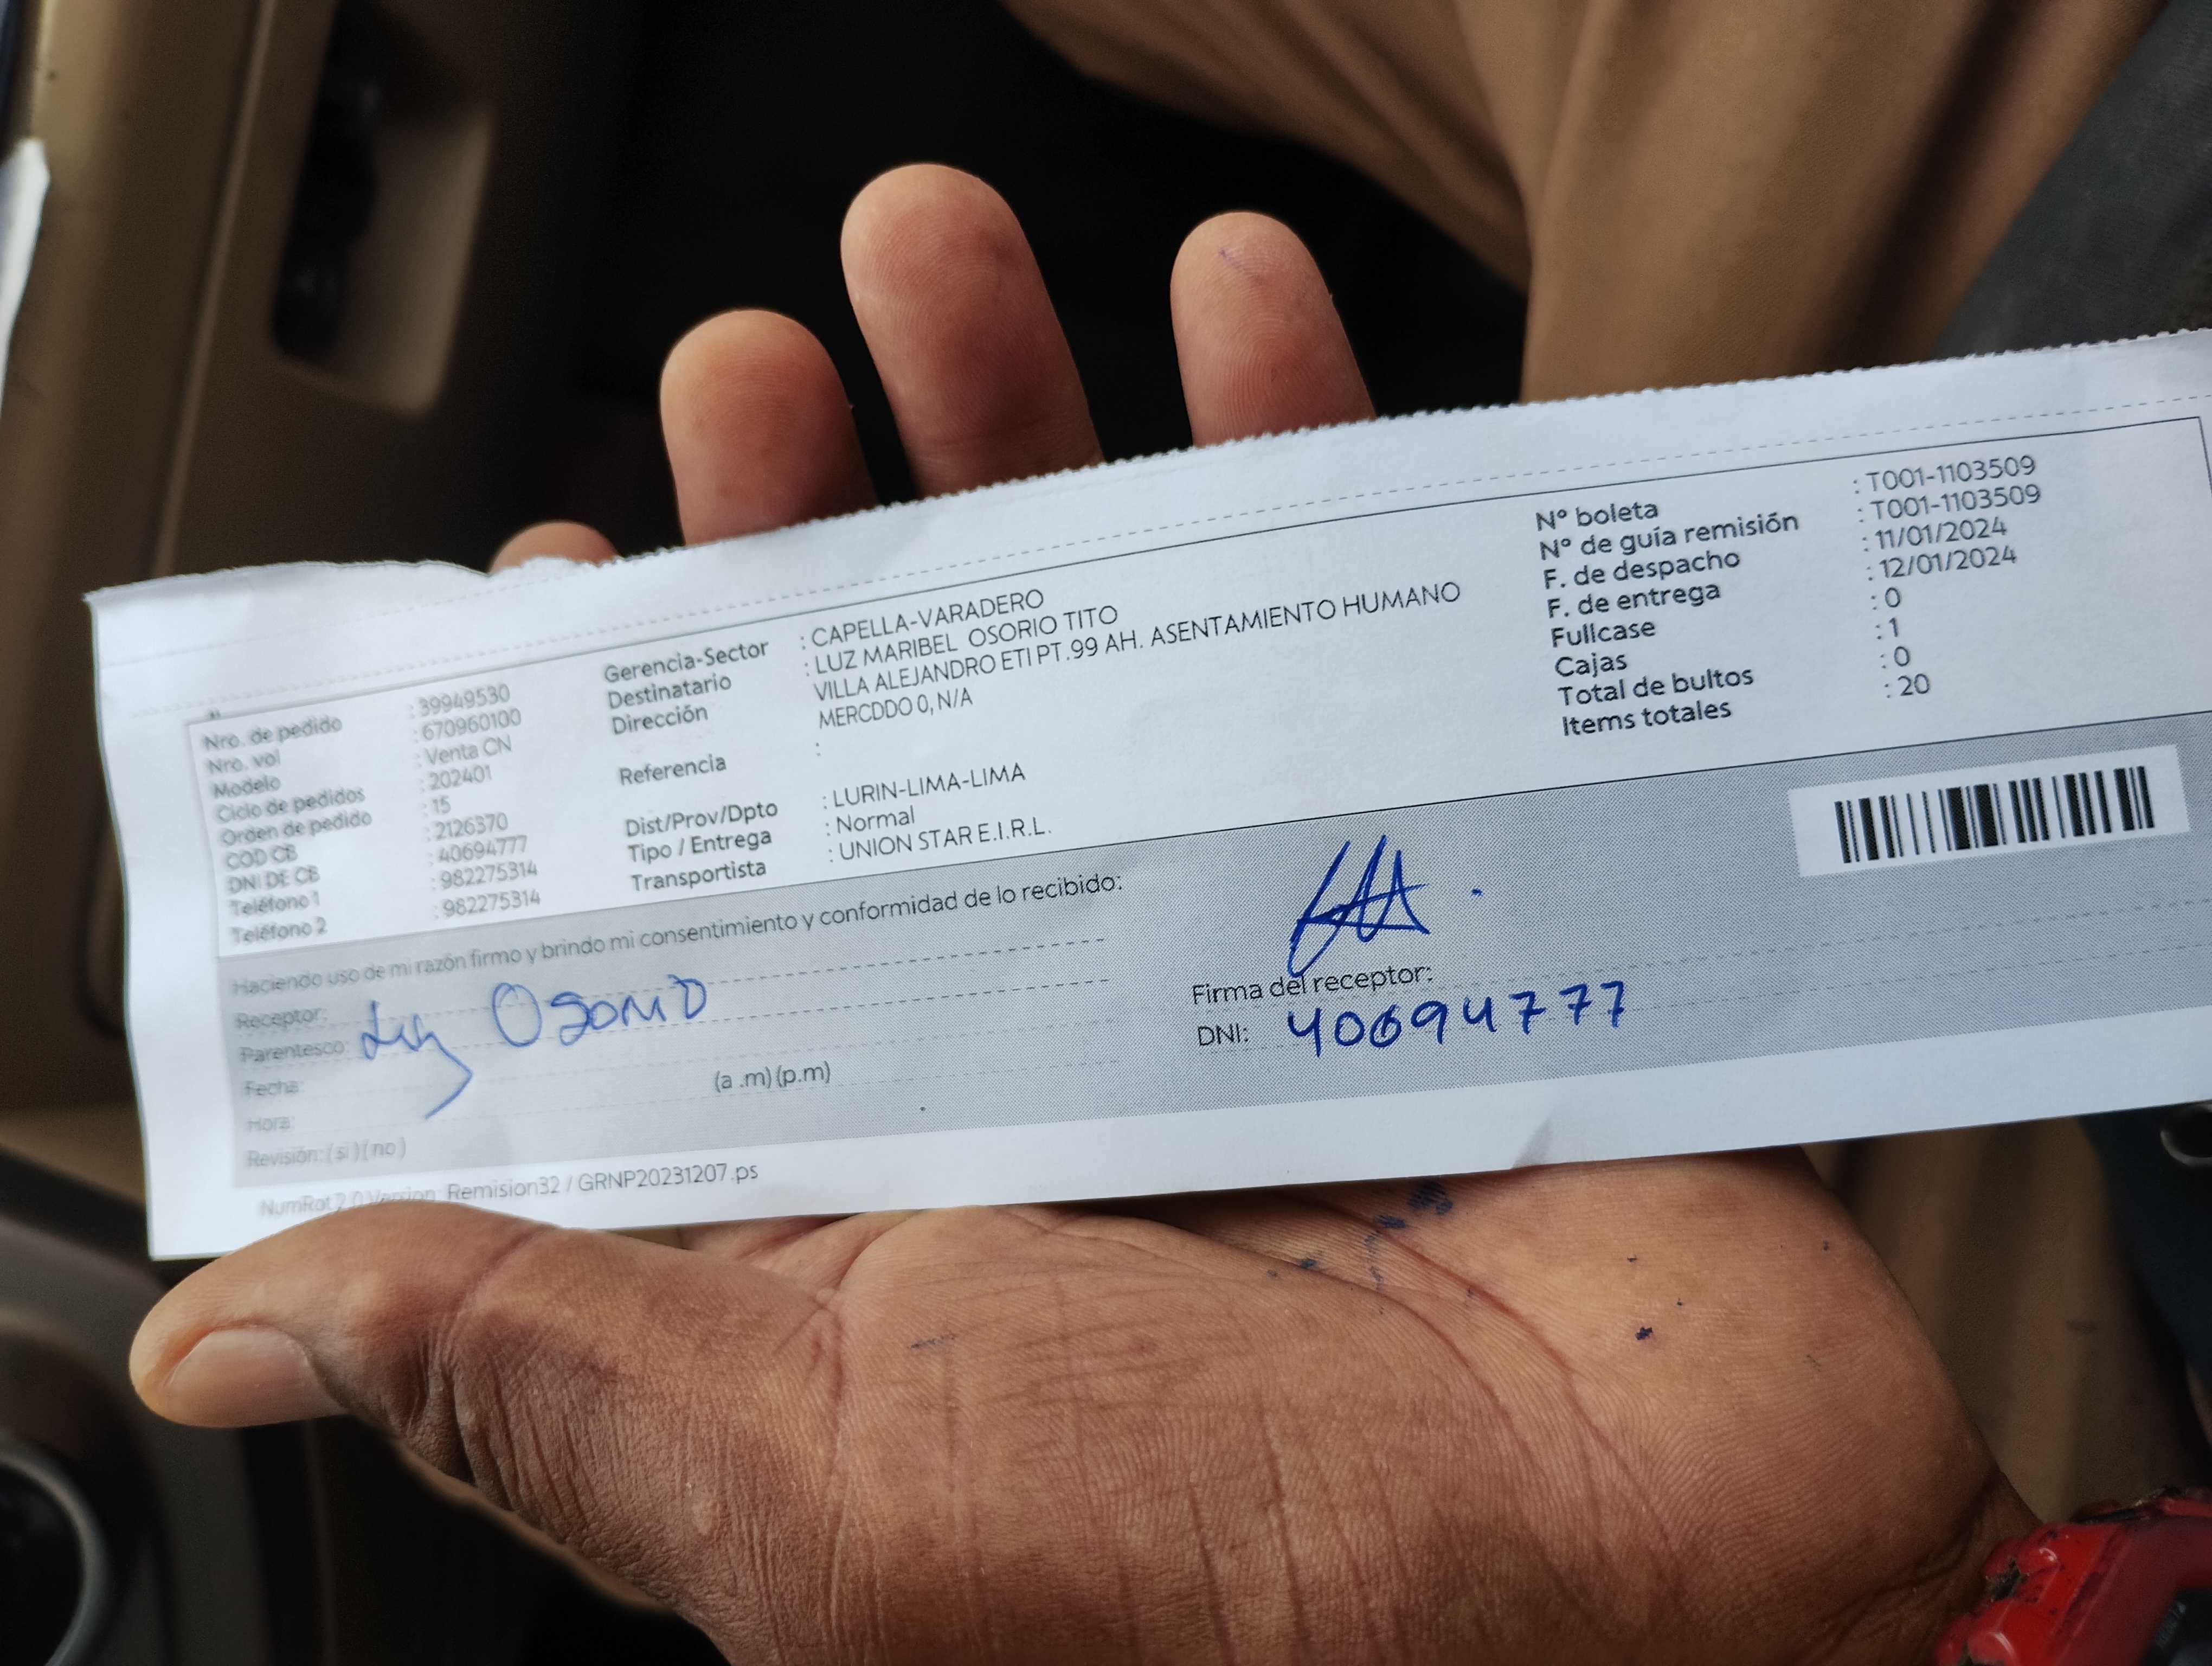 Nro. de pedido : 39949530
Nro. vol : 670960100
Modelo : Venta CN
Ciclo de pedidos : 202401
Orden de pedido : 15
COD CB : 2126370
DNI DE CB : 40694777
Teléfono 1 : 982275314
Teléfono 2 : 982275314
Gerencia-Sector : CAPELLA-VARADERO
Destinatario : LUZ MARIBEL OSORIO TITO
Dirección VILLA ALEJANDRO ETI PT.99 AH. ASENTAMIENTO HUMANO
MERCDDO 0, N/A
Referencia :
Dist/Prov/Dpto : LURIN-LIMA-LIMA
Tipo / Entrega : Normal
Transportista : UNION STAR E.I.R.L.
N° boleta : T001-1103509
N° de guía remisión : T001-1103509
F. de despacho : 11/01/2024
F. de entrega : 12/01/2024
Fullcase : 0
Cajas : 1
Total de bultos : 0
Items totales : 20
Haciendo uso de mi razón firmo y brindo mi consentimiento y conformidad de lo recibido:
Receptor:
Parentesco: Luz Osorio
Fecha:
Hora: (a .m) (p.m)
Revisión: ( si ) ( no )
Firma del receptor:
DNI: 40694777
NumRot 2.0 Version: Remision32 / GRNP20231207.ps